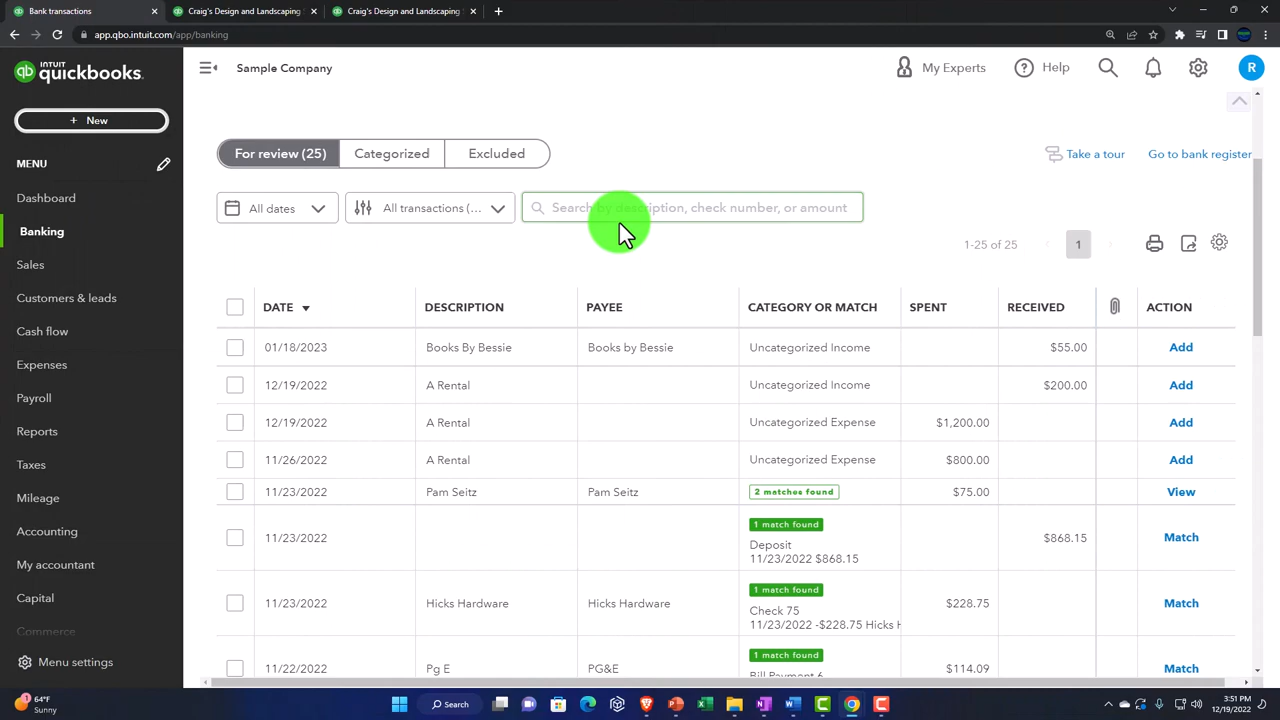 Bank transactions
Craig's Design and Landscaping
Craig's Design and Landscaping
app.qbo.intuit.com/app/banking
INTUIT
quickbooks.
Sample Company
My Experts
Help
R
+ New
MENU
Dashboard
Banking
Sales
Customers & leads
Cash flow
Expenses
Payroll
Reports
Taxes
Mileage
Accounting
My accountant
Capital
Commerce
Menu settings
For review (25)
Categorized
Excluded
Take a tour
Go to bank register
All dates
All transactions (...
Search by description, check number, or amount
1-25 of 25
1
DATE DESCRIPTION PAYEE CATEGORY OR MATCH SPENT RECEIVED ACTION
01/18/2023 Books By Bessie Books by Bessie Uncategorized Income $55.00 Add
12/19/2022 A Rental Uncategorized Income $200.00 Add
12/19/2022 A Rental Uncategorized Expense $1,200.00 Add
11/26/2022 A Rental Uncategorized Expense $800.00 Add
11/23/2022 Pam Seitz Pam Seitz 2 matches found $75.00 View
1 match found
11/23/2022 Deposit $868.15 Match
11/23/2022 $868.15
1 match found
11/23/2022 Hicks Hardware Hicks Hardware Check 75 $228.75 Match
11/23/2022 -$228.75 Hicks H
1 match found
11/22/2022 Pg E PG&E Bill Payment 6 $114.09 Match
64°F
Sunny
Search
3:51 PM
12/19/2022